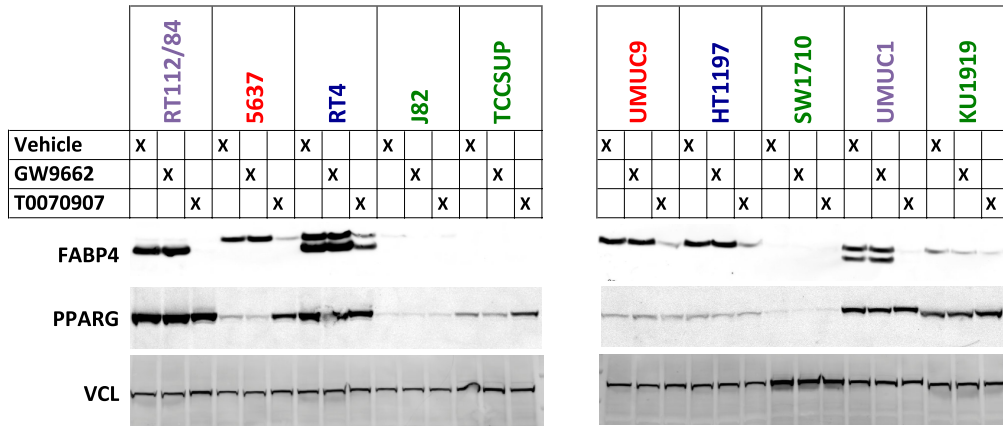 RT112/84 5637 RT4 J82 TCCSUP UMUC9 HT1197 SW1710 UMUC1 KU1919
Vehicle X X X X X X X X X X
GW9662 X X X X X X X X X X
T0070907 X X X X X X X X X X
FABP4
PPARG
VCL